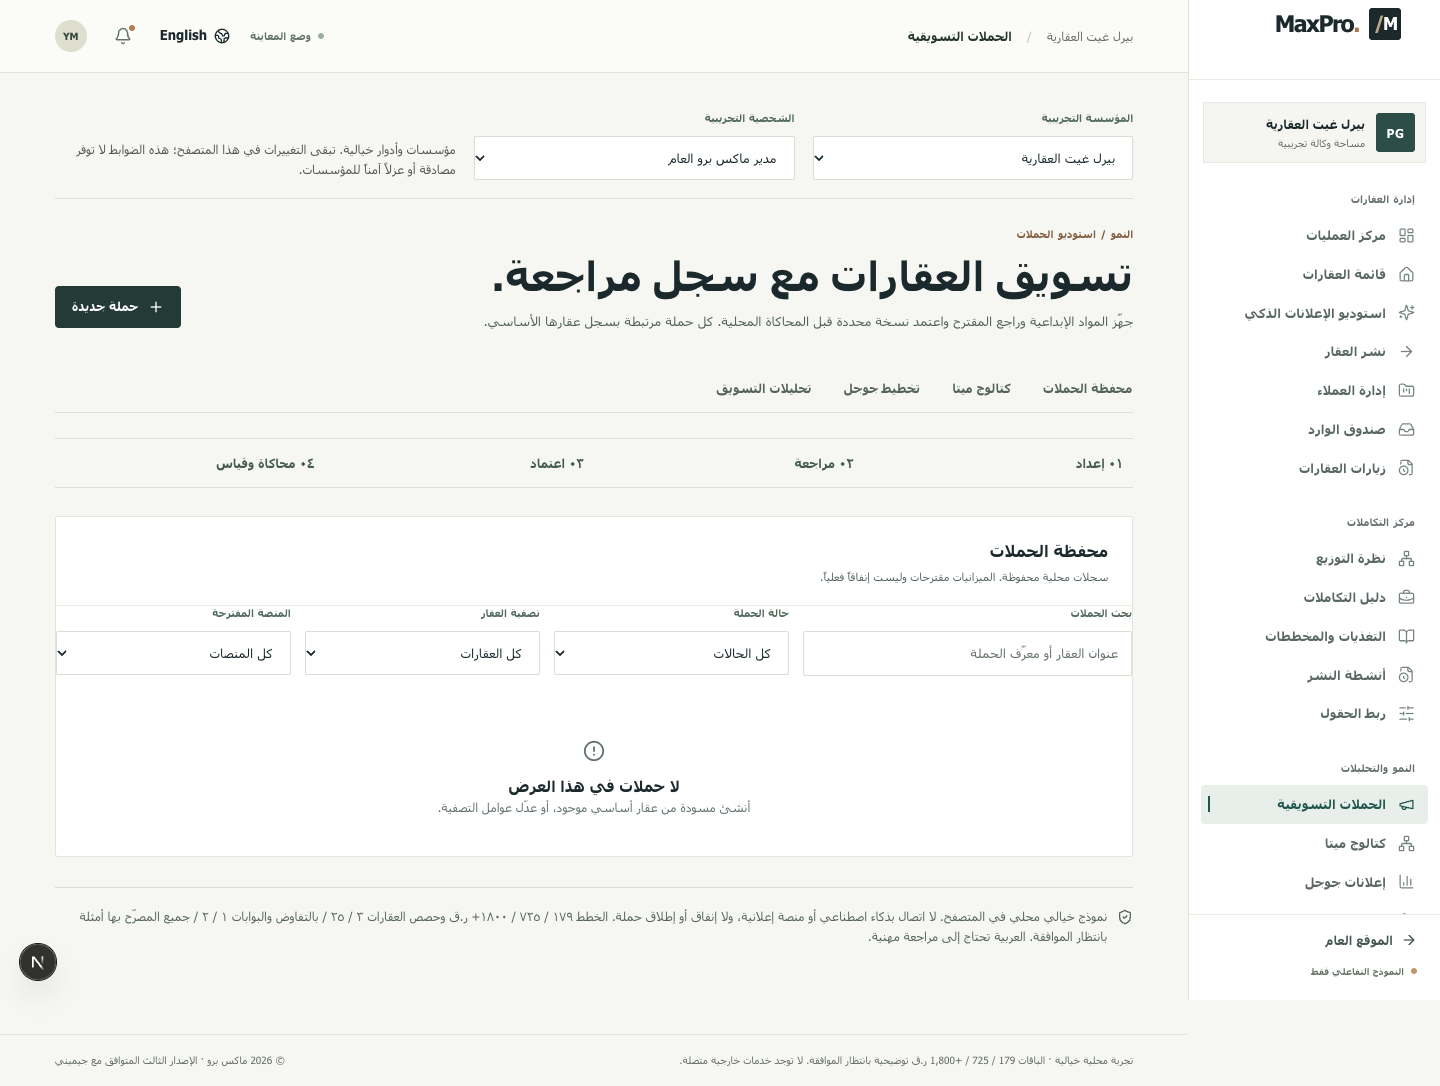 MaxPro.
/M
بيرل غيت العقارية
/
الحملات التسويقية
وضع المعاينة
English
YM
PG
بيرل غيت العقارية
مساحة وكالة تجريبية
إدارة العقارات
مركز العمليات
قائمة العقارات
استوديو الإعلانات الذكي
نشر العقار
إدارة العملاء
صندوق الوارد
زيارات العقارات
مركز التكاملات
نظرة التوزيع
دليل التكاملات
التغذيات والمخططات
أنشطة النشر
ربط الحقول
النمو والتحليلات
الحملات التسويقية
كتالوج ميتا
إعلانات جوجل
الموقع العام
النموذج التفاعلي فقط
المؤسسة التجريبية
بيرل غيت العقارية
الشخصية التجريبية
مدير ماكس برو العام
مؤسسات وأدوار خيالية. تبقى التغييرات في هذا المتصفح؛ هذه الضوابط لا توفر
مصادقة أو عزلاً آمناً للمؤسسات.
النمو / استوديو الحملات
تسويق العقارات مع سجل مراجعة.
جهّز المواد الإبداعية وراجع المقترح واعتمد نسخة محددة قبل المحاكاة المحلية. كل حملة مرتبطة بسجل عقارها الأساسي.
حملة جديدة
محفظة الحملات
كتالوج ميتا
تخطيط جوجل
تحليلات التسويق
٠١ إعداد
٠٢ مراجعة
٠٣ اعتماد
٠٤ محاكاة وقياس
محفظة الحملات
سجلات محلية محفوظة. الميزانيات مقترحات وليست إنفاقاً فعلياً.
بحث الحملات
عنوان العقار أو معرّف الحملة
حالة الحملة
كل الحالات
تصفية العقار
كل العقارات
المنصة المقترحة
كل المنصات
لا حملات في هذا العرض
أنشئ مسودة من عقار أساسي موجود، أو عدّل عوامل التصفية.
نموذج خيالي محلي في المتصفح. لا اتصال بذكاء اصطناعي أو منصة إعلانية، ولا إنفاق أو إطلاق حملة. الخطط ١٧٩ / ٧٢٥ / ١٨٠٠+ ر.ق وحصص العقارات ٣ / ٢٥ / بالتفاوض والبوابات ١ / ٢ / جميع المصرّح بها أمثلة
بانتظار الموافقة. العربية تحتاج إلى مراجعة مهنية.
N
تجربة محلية خيالية · الباقات 179 / 725 / 1,800+ ر.ق توضيحية بانتظار الموافقة. لا توجد خدمات خارجية متصلة.
© 2026 ماكس برو · الإصدار الثالث المتوافق مع جيميني